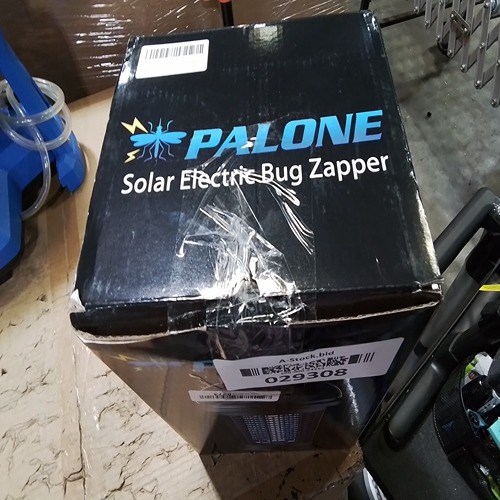 PALONE
Solar Electric Bug Zapper
A-Stock.bid
029308